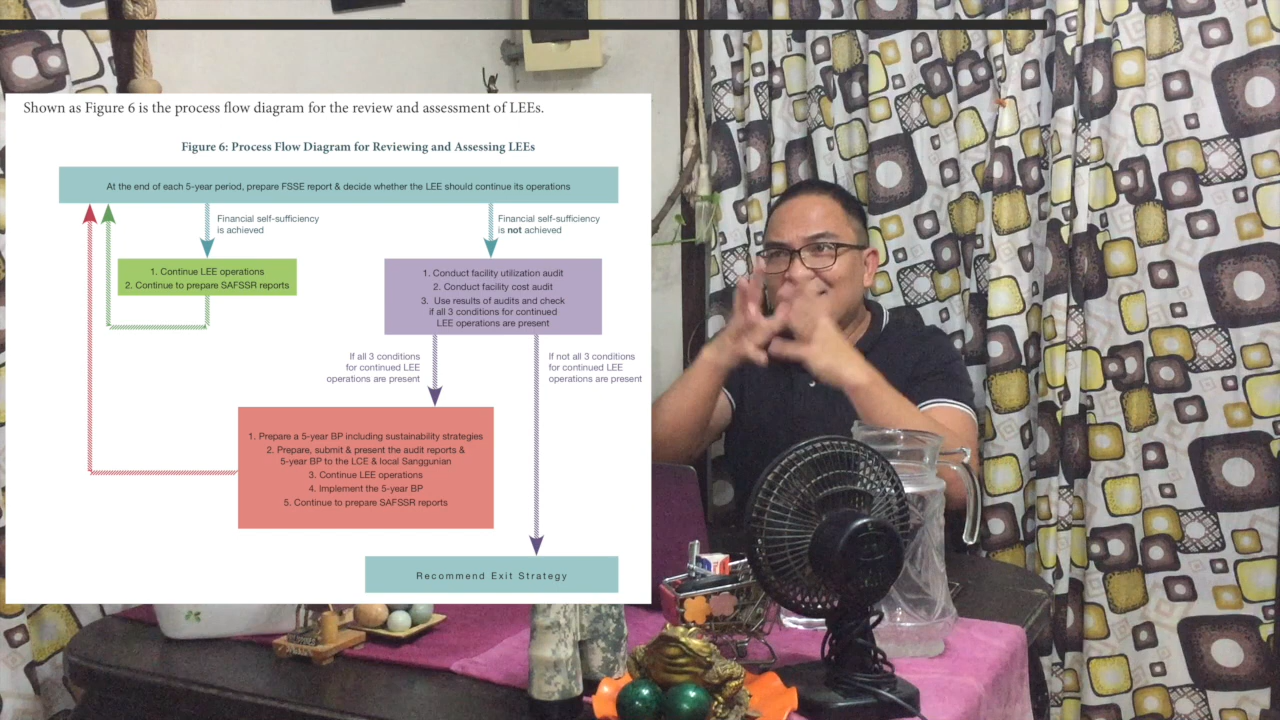 Shown as Figure 6 is the process flow diagram for the review and assessment of LEEs.
Figure 6: Process Flow Diagram for Reviewing and Assessing LEEs
At the end of each 5-year period, prepare FSSE report & decide whether the LEE should continue its operations
Financial self-sufficiency
is achieved
Financial self-sufficiency
is not achieved
1. Continue LEE operations
2. Continue to prepare SAFSSR reports
1. Conduct facility utilization audit
2. Conduct facility cost audit
3. Use results of audits and check
if all 3 conditions for continued
LEE operations are present
If all 3 conditions
for continued LEE
operations are present
If not all 3 conditions
for continued LEE
operations are present
1. Prepare a 5-year BP including sustainability strategies
2. Prepare, submit & present the audit reports &
5-year BP to the LCE & local Sanggunian
3. Continue LEE operations
4. Implement the 5-year BP
5. Continue to prepare SAFSSR reports
Recommend Exit Strategy